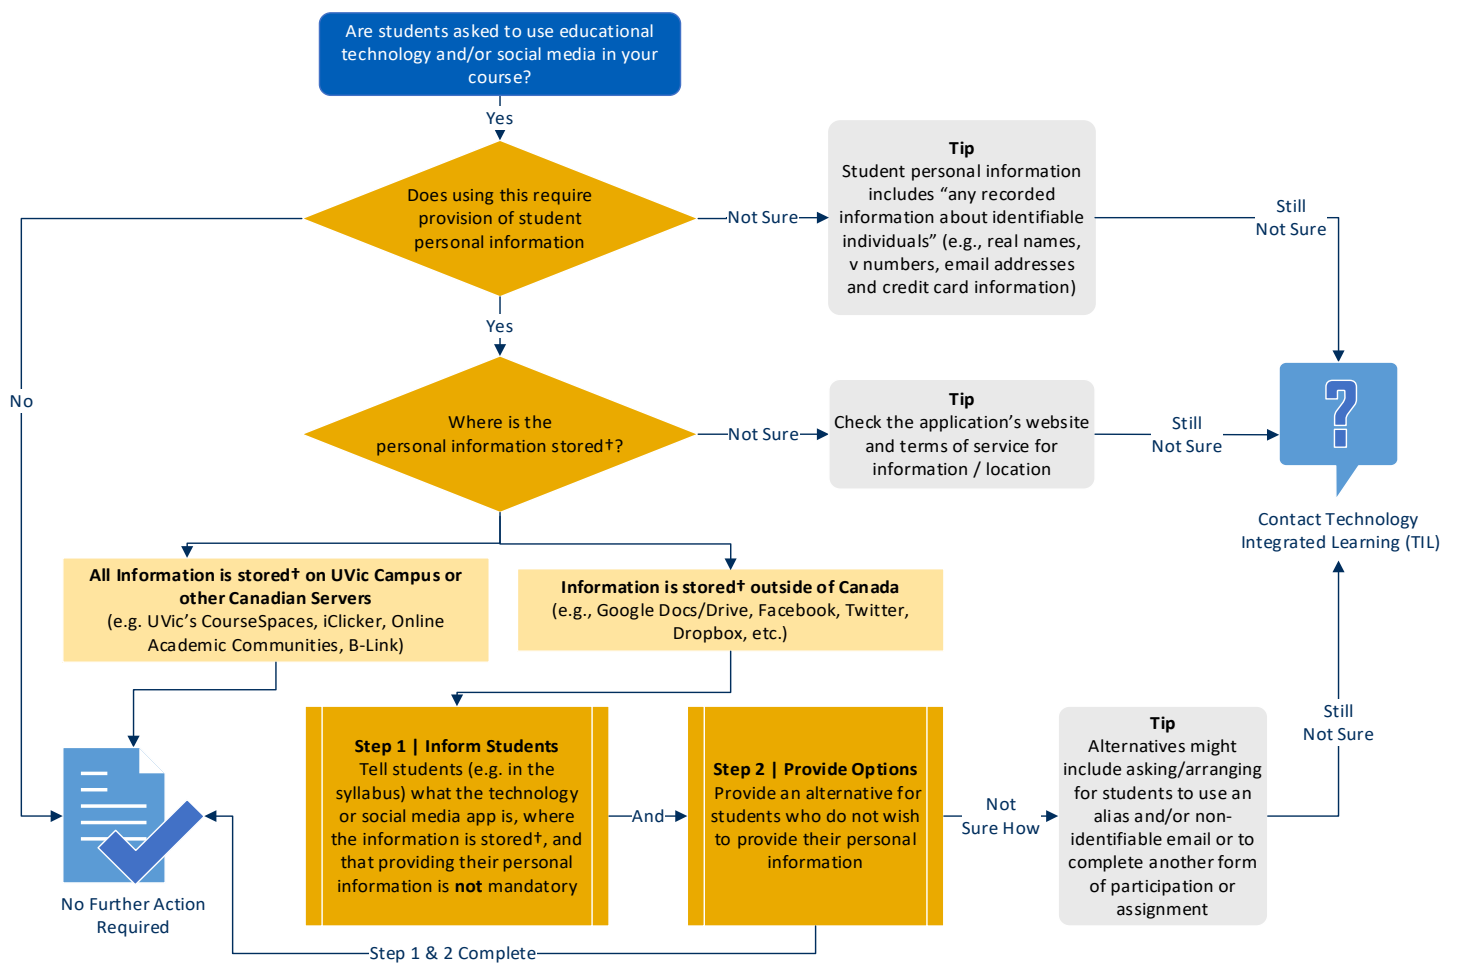 Are students asked to use educational
technology and/or social media in your
course?
Yes
Does using this require
provision of student
personal information
Not Sure
Tip
Student personal information
includes “any recorded
information about identifiable
individuals” (e.g., real names,
v numbers, email addresses
and credit card information)
Still
Not Sure
No
Yes
Where is the
personal information stored†?
Not Sure
Tip
Check the application’s website
and terms of service for
information / location
Still
Not Sure
?
Contact Technology
Integrated Learning (TIL)
All Information is stored† on UVic Campus or
other Canadian Servers
(e.g. UVic’s CourseSpaces, iClicker, Online
Academic Communities, B-Link)
Information is stored† outside of Canada
(e.g., Google Docs/Drive, Facebook, Twitter,
Dropbox, etc.)
No Further Action
Required
Step 1 | Inform Students
Tell students (e.g. in the
syllabus) what the technology
or social media app is, where
the information is stored†, and
that providing their personal
information is not mandatory
And
Step 2 | Provide Options
Provide an alternative for
students who do not wish
to provide their personal
information
Not
Sure How
Tip
Alternatives might
include asking/arranging
for students to use an
alias and/or non-
identifiable email or to
complete another form
of participation or
assignment
Still
Not Sure
Step 1 & 2 Complete